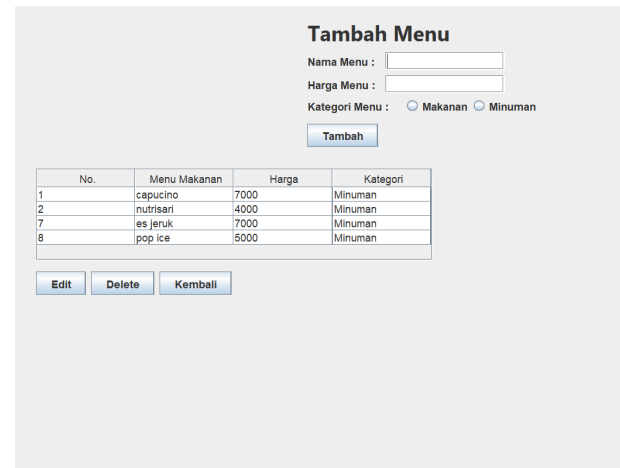 Tambah Menu
Nama Menu :
Harga Menu :
Kategori Menu : Makanan Minuman
Tambah
No. Menu Makanan Harga Kategori
1 capucino 7000 Minuman
2 nutrisari 4000 Minuman
7 es jeruk 7000 Minuman
8 pop ice 5000 Minuman
Edit Delete Kembali